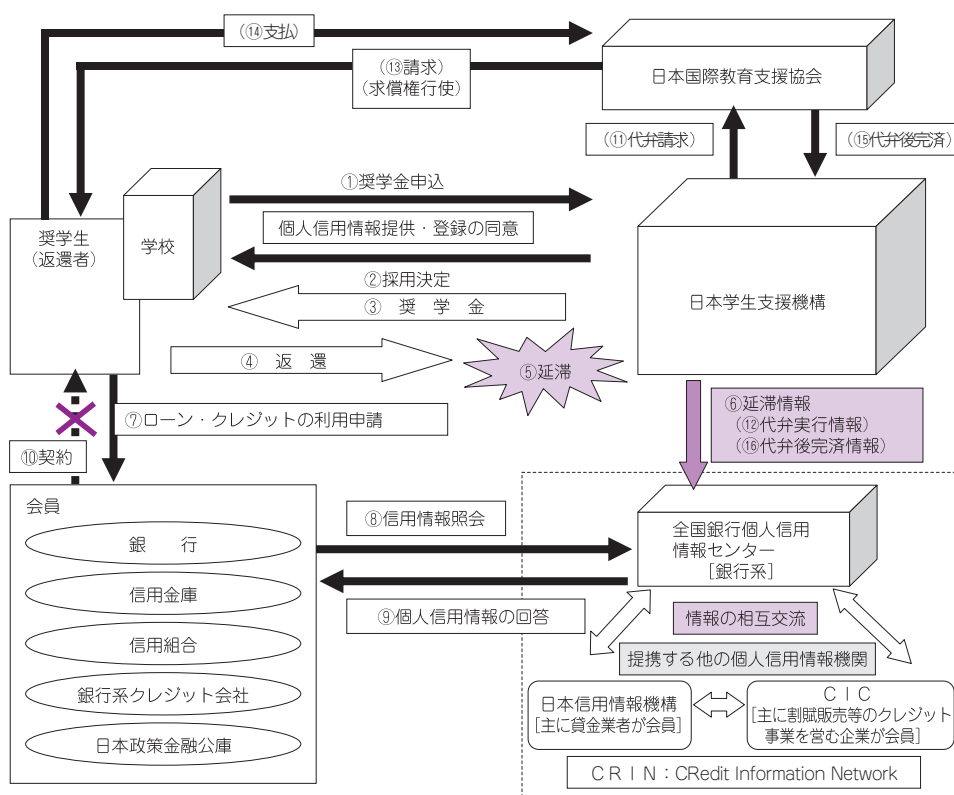 (⑭支払)
(⑬請求)
(求償権行使)
日本国際教育支援協会
(⑪代弁請求)
(⑮代弁後完済)
①奨学金申込
個人信用情報提供・登録の同意
奨学生
(返還者)
学校
②採用決定
③ 奨 学 金
日本学生支援機構
④ 返 還
⑤延滞
⑥延滞情報
(⑫代弁実行情報)
(⑯代弁後完済情報)
⑦ローン・クレジットの利用申請
⑩契約
会員
銀 行
信用金庫
信用組合
銀行系クレジット会社
日本政策金融公庫
⑧信用情報照会
⑨個人信用情報の回答
全国銀行個人信用
情報センター
[銀行系]
情報の相互交流
提携する他の個人信用情報機関
日本信用情報機構
[主に貸金業者が会員]
CIC
[主に割賦販売等のクレジット
事業を営む企業が会員]
CRIN：CRedit Information Network